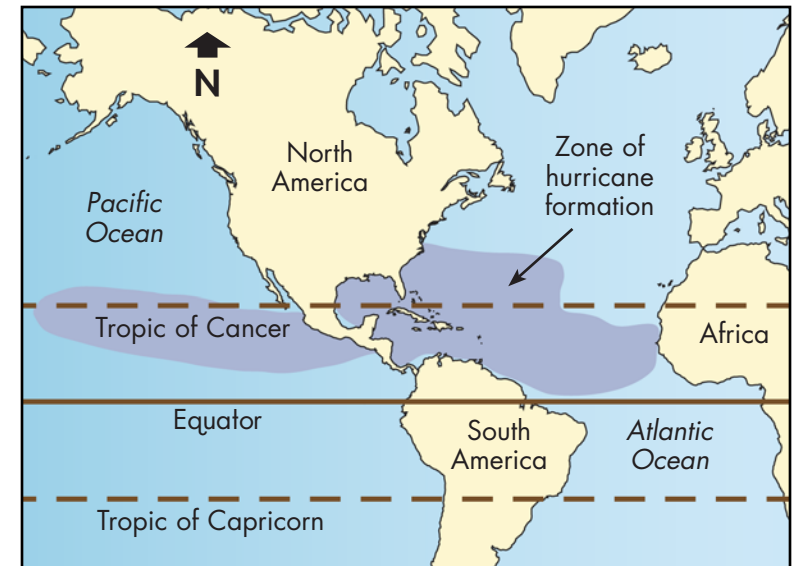 N
North
America
Zone of
hurricane
formation
Pacific
Ocean
Tropic of Cancer
Africa
Equator
South
America
Atlantic
Ocean
Tropic of Capricorn